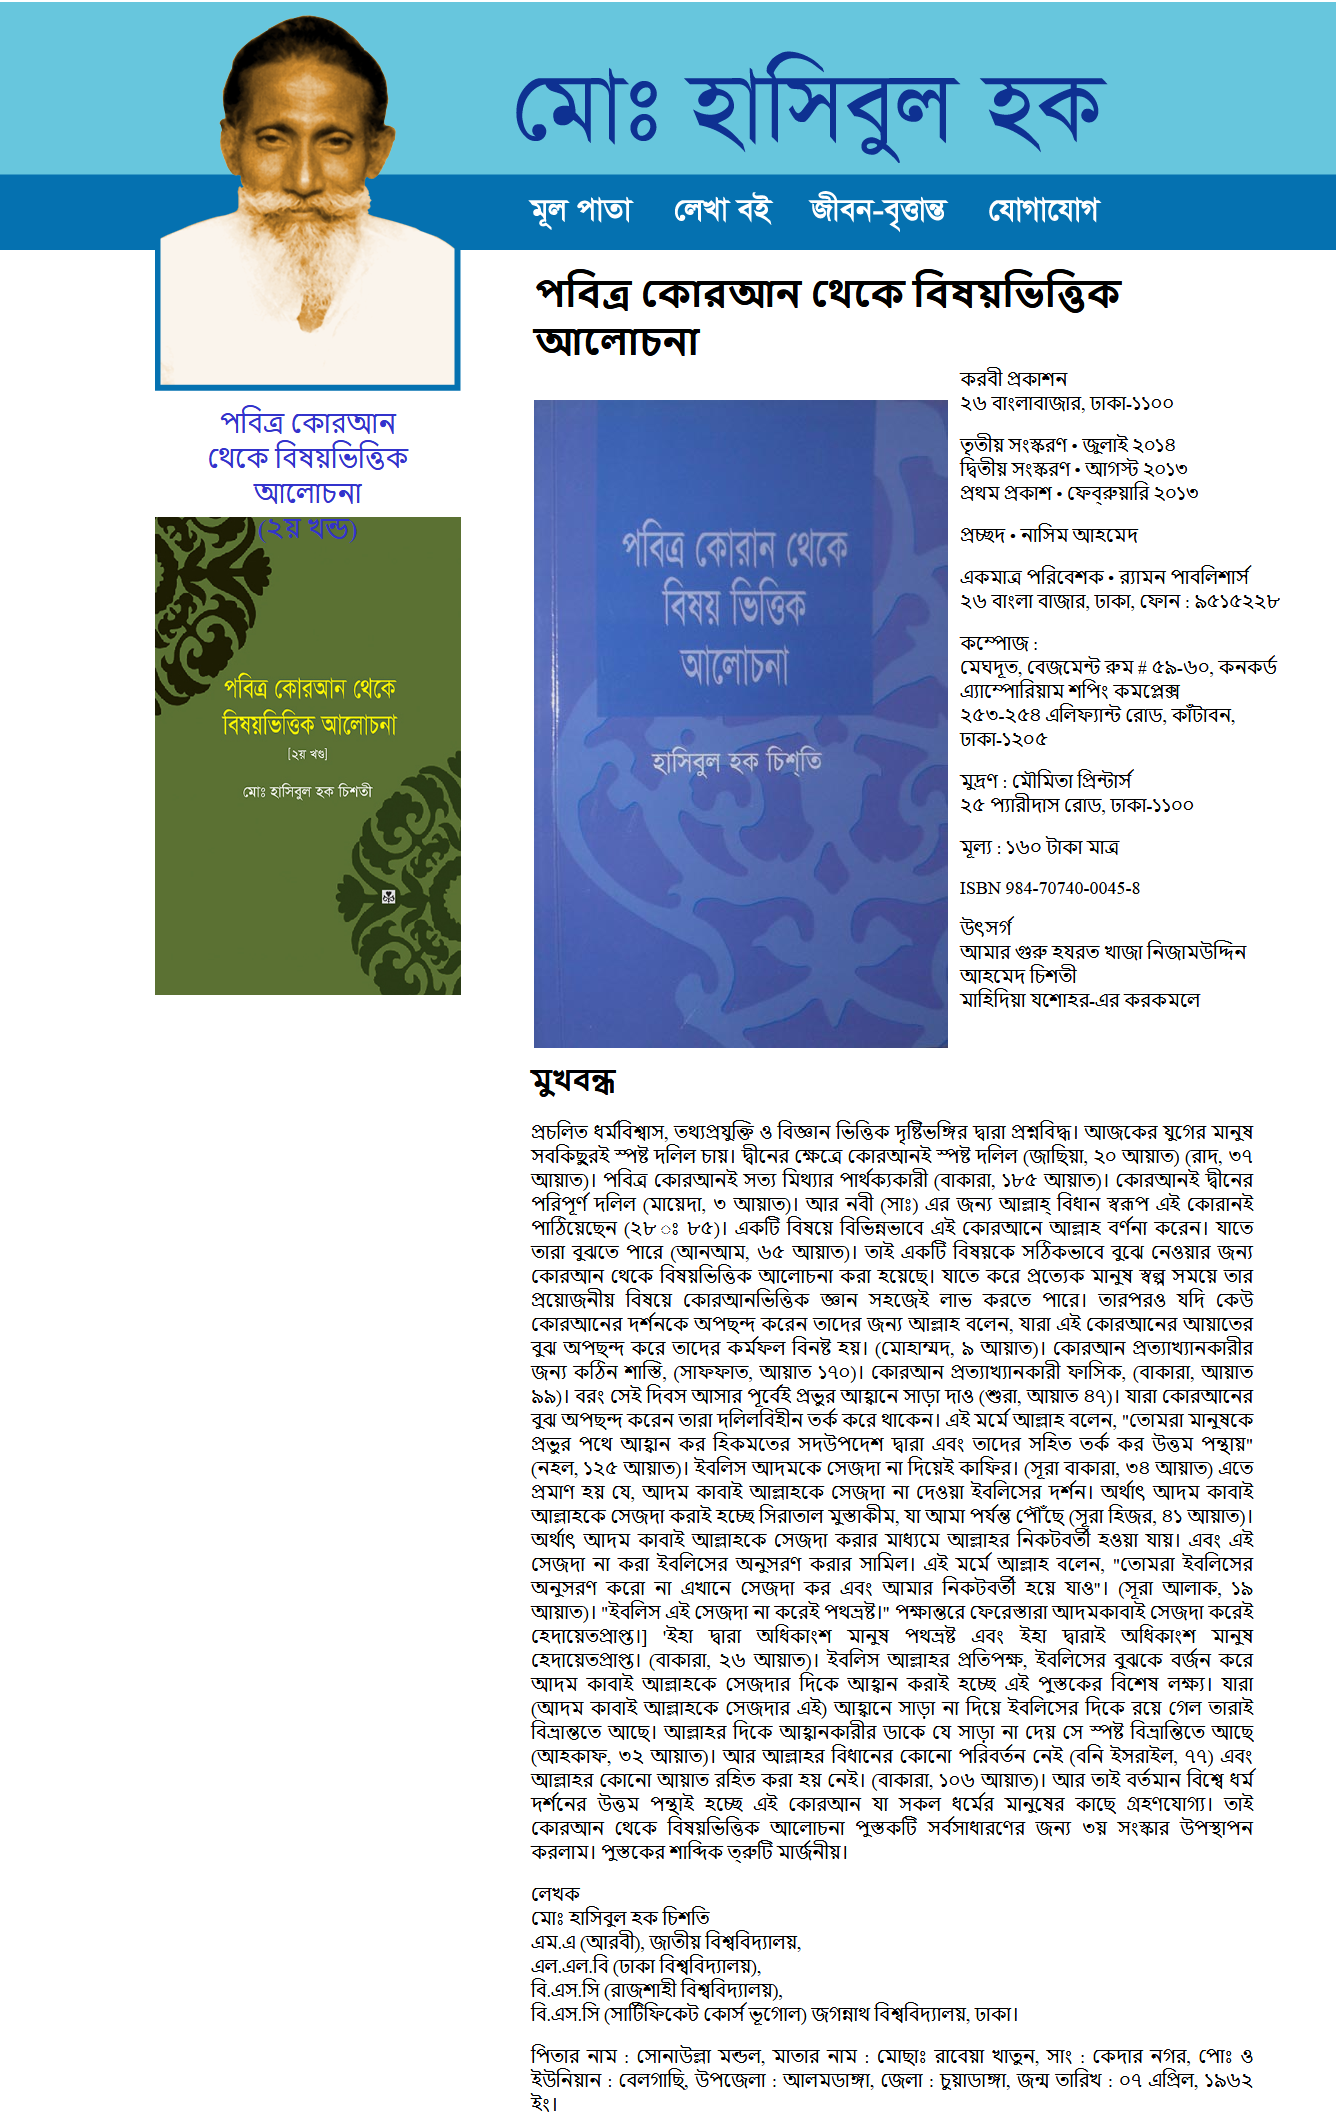 মোঃ হাসিবুল হক
মূল পাতা লেখা বই জীবন-বৃত্তান্ত যোগাযোগ
পবিত্র কোরআন
থেকে বিষয়ভিত্তিক
আলোচনা
(২য় খন্ড)
পবিত্র কোরআন থেকে
বিষয়ভিত্তিক আলোচনা
[২য় খণ্ড]
মোঃ হাসিবুল হক চিশতী
পবিত্র কোরআন থেকে বিষয়ভিত্তিক
আলোচনা
পবিত্র কোরান থেকে
বিষয় ভিত্তিক
আলোচনা
হাসিবুল হক চিশ্‌তি
করবী প্রকাশন
২৬ বাংলাবাজার, ঢাকা-১১০০
তৃতীয় সংস্করণ • জুলাই ২০১৪
দ্বিতীয় সংস্করণ • আগস্ট ২০১৩
প্রথম প্রকাশ • ফেব্রুয়ারি ২০১৩
প্রচ্ছদ • নাসিম আহমেদ
একমাত্র পরিবেশক • র‍্যামন পাবলিশার্স
২৬ বাংলা বাজার, ঢাকা, ফোন : ৯৫১৫২২৮
কম্পোজ :
মেঘদূত, বেজমেন্ট রুম # ৫৯-৬০, কনকর্ড
এ্যাম্পোরিয়াম শপিং কমপ্লেক্স
২৫৩-২৫৪ এলিফ্যান্ট রোড, কাঁটাবন,
ঢাকা-১২০৫
মুদ্রণ : মৌমিতা প্রিন্টার্স
২৫ প্যারীদাস রোড, ঢাকা-১১০০
মূল্য : ১৬০ টাকা মাত্র
ISBN 984-70740-0045-8
উৎসর্গ
আমার গুরু হযরত খাজা নিজামউদ্দিন
আহমেদ চিশতী
মাহিদিয়া যশোহর-এর করকমলে
মুখবন্ধ
প্রচলিত ধর্মবিশ্বাস, তথ্যপ্রযুক্তি ও বিজ্ঞান ভিত্তিক দৃষ্টিভঙ্গির দ্বারা প্রশ্নবিদ্ধ। আজকের যুগের মানুষ
সবকিছুরই স্পষ্ট দলিল চায়। দ্বীনের ক্ষেত্রে কোরআনই স্পষ্ট দলিল (জাছিয়া, ২০ আয়াত) (রাদ, ৩৭
আয়াত)। পবিত্র কোরআনই সত্য মিথ্যার পার্থক্যকারী (বাকারা, ১৮৫ আয়াত)। কোরআনই দ্বীনের
পরিপূর্ণ দলিল (মায়েদা, ৩ আয়াত)। আর নবী (সাঃ) এর জন্য আল্লাহ্ বিধান স্বরূপ এই কোরানই
পাঠিয়েছেন (২৮ ঃ ৮৫)। একটি বিষয়ে বিভিন্নভাবে এই কোরআনে আল্লাহ বর্ণনা করেন। যাতে
তারা বুঝতে পারে (আনআম, ৬৫ আয়াত)। তাই একটি বিষয়কে সঠিকভাবে বুঝে নেওয়ার জন্য
কোরআন থেকে বিষয়ভিত্তিক আলোচনা করা হয়েছে। যাতে করে প্রত্যেক মানুষ স্বল্প সময়ে তার
প্রয়োজনীয় বিষয়ে কোরআনভিত্তিক জ্ঞান সহজেই লাভ করতে পারে। তারপরও যদি কেউ
কোরআনের দর্শনকে অপছন্দ করেন তাদের জন্য আল্লাহ বলেন, যারা এই কোরআনের আয়াতের
বুঝ অপছন্দ করে তাদের কর্মফল বিনষ্ট হয়। (মোহাম্মদ, ৯ আয়াত)। কোরআন প্রত্যাখ্যানকারীর
জন্য কঠিন শাস্তি, (সাফফাত, আয়াত ১৭০)। কোরআন প্রত্যাখ্যানকারী ফাসিক, (বাকারা, আয়াত
৯৯)। বরং সেই দিবস আসার পূর্বেই প্রভুর আহ্বানে সাড়া দাও (শুরা, আয়াত ৪৭)। যারা কোরআনের
বুঝ অপছন্দ করেন তারা দলিলবিহীন তর্ক করে থাকেন। এই মর্মে আল্লাহ বলেন, "তোমরা মানুষকে
প্রভুর পথে আহ্বান কর হিকমতের সদউপদেশ দ্বারা এবং তাদের সহিত তর্ক কর উত্তম পন্থায়"
(নহল, ১২৫ আয়াত)। ইবলিস আদমকে সেজদা না দিয়েই কাফির। (সূরা বাকারা, ৩৪ আয়াত) এতে
প্রমাণ হয় যে, আদম কাবাই আল্লাহকে সেজদা না দেওয়া ইবলিসের দর্শন। অর্থাৎ আদম কাবাই
আল্লাহকে সেজদা করাই হচ্ছে সিরাতাল মুস্তাকীম, যা আমা পর্যন্ত পৌঁছে (সূরা হিজর, ৪১ আয়াত)।
অর্থাৎ আদম কাবাই আল্লাহকে সেজদা করার মাধ্যমে আল্লাহর নিকটবর্তী হওয়া যায়। এবং এই
সেজদা না করা ইবলিসের অনুসরণ করার সামিল। এই মর্মে আল্লাহ বলেন, "তোমরা ইবলিসের
অনুসরণ করো না এখানে সেজদা কর এবং আমার নিকটবর্তী হয়ে যাও"। (সূরা আলাক, ১৯
আয়াত)। "ইবলিস এই সেজদা না করেই পথভ্রষ্ট।" পক্ষান্তরে ফেরেস্তারা আদমকাবাই সেজদা করেই
হেদায়েতপ্রাপ্ত।] 'ইহা দ্বারা অধিকাংশ মানুষ পথভ্রষ্ট এবং ইহা দ্বারাই অধিকাংশ মানুষ
হেদায়েতপ্রাপ্ত। (বাকারা, ২৬ আয়াত)। ইবলিস আল্লাহর প্রতিপক্ষ, ইবলিসের বুঝকে বর্জন করে
আদম কাবাই আল্লাহকে সেজদার দিকে আহ্বান করাই হচ্ছে এই পুস্তকের বিশেষ লক্ষ্য। যারা
(আদম কাবাই আল্লাহকে সেজদার এই) আহ্বানে সাড়া না দিয়ে ইবলিসের দিকে রয়ে গেল তারাই
বিভ্রান্ততে আছে। আল্লাহর দিকে আহ্বানকারীর ডাকে যে সাড়া না দেয় সে স্পষ্ট বিভ্রান্তিতে আছে
(আহকাফ, ৩২ আয়াত)। আর আল্লাহর বিধানের কোনো পরিবর্তন নেই (বনি ইসরাইল, ৭৭) এবং
আল্লাহর কোনো আয়াত রহিত করা হয় নেই। (বাকারা, ১০৬ আয়াত)। আর তাই বর্তমান বিশ্বে ধর্ম
দর্শনের উত্তম পন্থাই হচ্ছে এই কোরআন যা সকল ধর্মের মানুষের কাছে গ্রহণযোগ্য। তাই
কোরআন থেকে বিষয়ভিত্তিক আলোচনা পুস্তকটি সর্বসাধারণের জন্য ৩য় সংস্কার উপস্থাপন
করলাম। পুস্তকের শাব্দিক ত্রুটি মার্জনীয়।
লেখক
মোঃ হাসিবুল হক চিশতি
এম.এ (আরবী), জাতীয় বিশ্ববিদ্যালয়,
এল.এল.বি (ঢাকা বিশ্ববিদ্যালয়),
বি.এস.সি (রাজশাহী বিশ্ববিদ্যালয়),
বি.এস.সি (সার্টিফিকেট কোর্স ভূগোল) জগন্নাথ বিশ্ববিদ্যালয়, ঢাকা।
পিতার নাম : সোনাউল্লা মন্ডল, মাতার নাম : মোছাঃ রাবেয়া খাতুন, সাং : কেদার নগর, পোঃ ও
ইউনিয়ান : বেলগাছি, উপজেলা : আলমডাঙ্গা, জেলা : চুয়াডাঙ্গা, জন্ম তারিখ : ০৭ এপ্রিল, ১৯৬২
ইং।